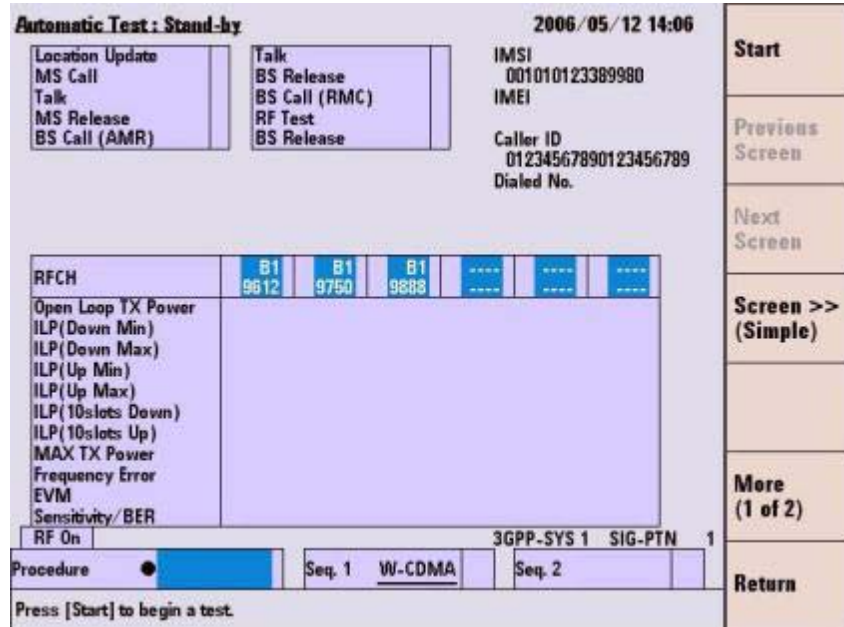 Automatic Test : Stand-by
2006/05/12 14:06
Location Update
MS Call
Talk
MS Release
BS Call (AMR)
Talk
BS Release
BS Call (RMC)
RF Test
BS Release
IMSI
001010123389980
IMEI
Caller ID
01234567890123456789
Dialed No.
RFCH
B1 B1 B1 ---- ---- ----
9612 9750 9888 ---- ---- ----
Open Loop TX Power
ILP(Down Min)
ILP(Down Max)
ILP(Up Min)
ILP(Up Max)
ILP(10slots Down)
ILP(10slots Up)
MAX TX Power
Frequency Error
EVM
Sensitivity/BER
RF On
3GPP-SYS 1 SIG-PTN 1
Procedure ●
Seq. 1 W-CDMA
Seq. 2
Press [Start] to begin a test.
Start
Previous
Screen
Next
Screen
Screen >>
(Simple)
More
(1 of 2)
Return